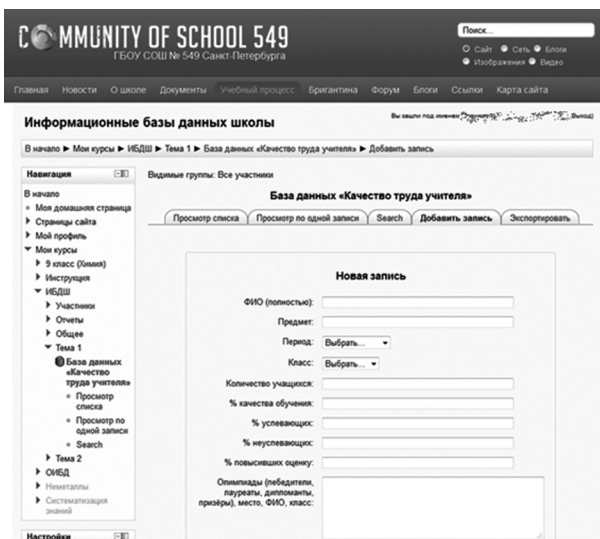 COMMUNITY OF SCHOOL 549
ГБОУ СОШ № 549 Санкт-Петербурга
Поиск...
Сайт Сеть Блоги
Изображения Видео
Главная Новости О школе Документы Учебный процесс Бригантина Форум Блоги Ссылки Карта сайта
Информационные базы данных школы
Вы зашли под именем Выход)
В начало ► Мои курсы ► ИБДШ ► Тема 1 ► База данных «Качество труда учителя» ► Добавить запись
Навигация
В начало
Моя домашняя страница
Страницы сайта
Мой профиль
Мои курсы
9 класс (Химия)
Инструкция
ИБДШ
Участники
Отчеты
Общее
Тема 1
База данных
«Качество
труда учителя»
Просмотр
списка
Просмотр по
одной записи
Search
Тема 2
ОИБД
Неметаллы
Систематизация
знаний
Настройки
Видимые группы: Все участники
База данных «Качество труда учителя»
Просмотр списка Просмотр по одной записи Search Добавить запись Экспортировать
Новая запись
ФИО (полностью):
Предмет:
Период: Выбрать...
Класс: Выбрать...
Количество учащихся:
% качества обучения:
% успевающих:
% неуспевающих:
% повысивших оценку:
Олимпиады (победители,
лауреаты, дипломанты,
призёры), место, ФИО, класс: